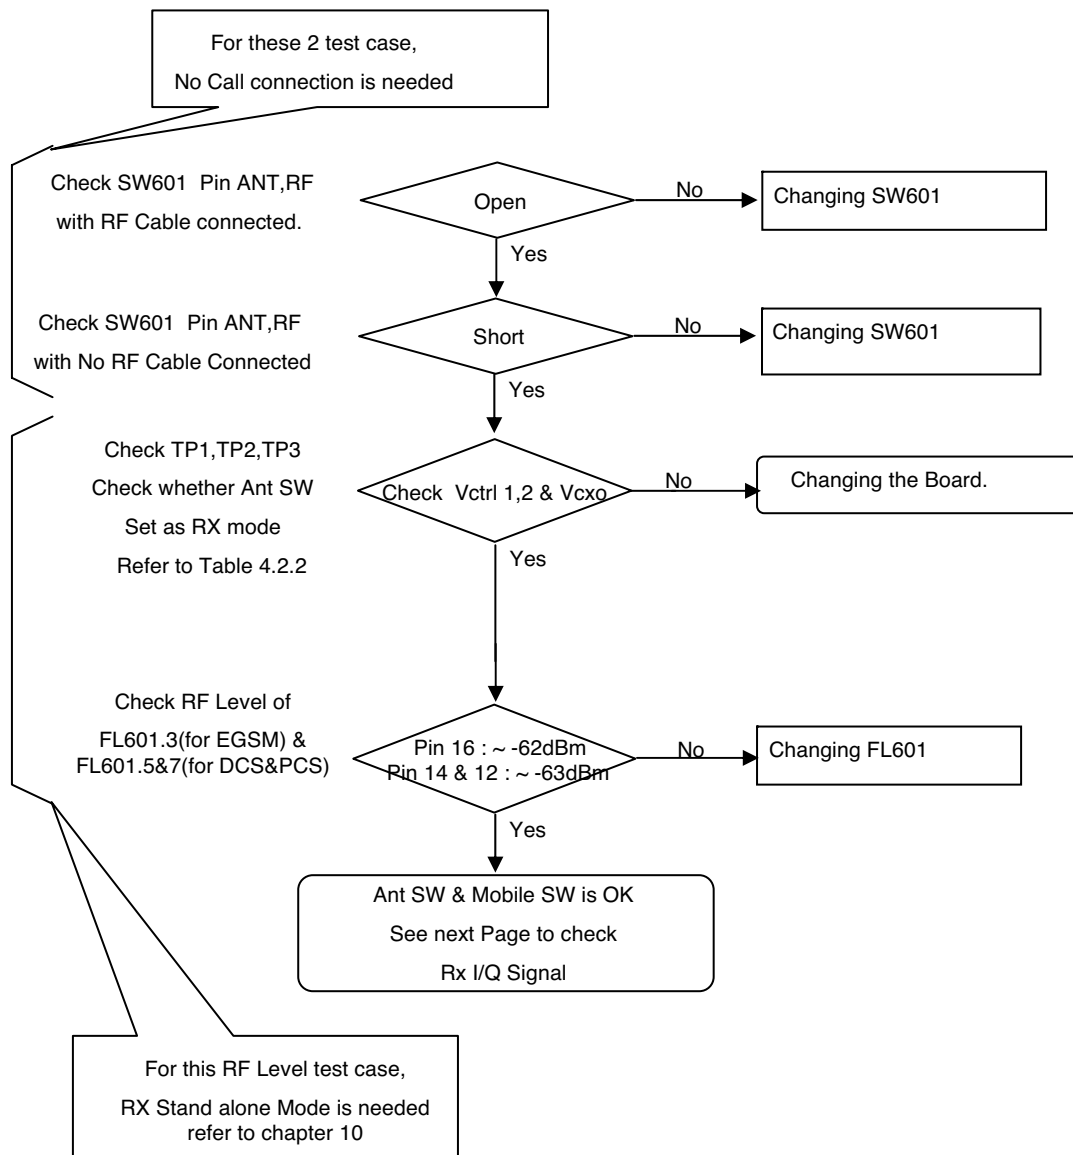 For these 2 test case,
No Call connection is needed
Check SW601 Pin ANT,RF
with RF Cable connected.
Open
No
Changing SW601
Yes
Check SW601 Pin ANT,RF
with No RF Cable Connected
Short
No
Changing SW601
Yes
Check TP1,TP2,TP3
Check whether Ant SW
Set as RX mode
Refer to Table 4.2.2
Check Vctrl 1,2 & Vcxo
No
Changing the Board.
Yes
Check RF Level of
FL601.3(for EGSM) &
FL601.5&7(for DCS&PCS)
Pin 16 : ~ -62dBm
Pin 14 & 12 : ~ -63dBm
No
Changing FL601
Yes
Ant SW & Mobile SW is OK
See next Page to check
Rx I/Q Signal
For this RF Level test case,
RX Stand alone Mode is needed
refer to chapter 10